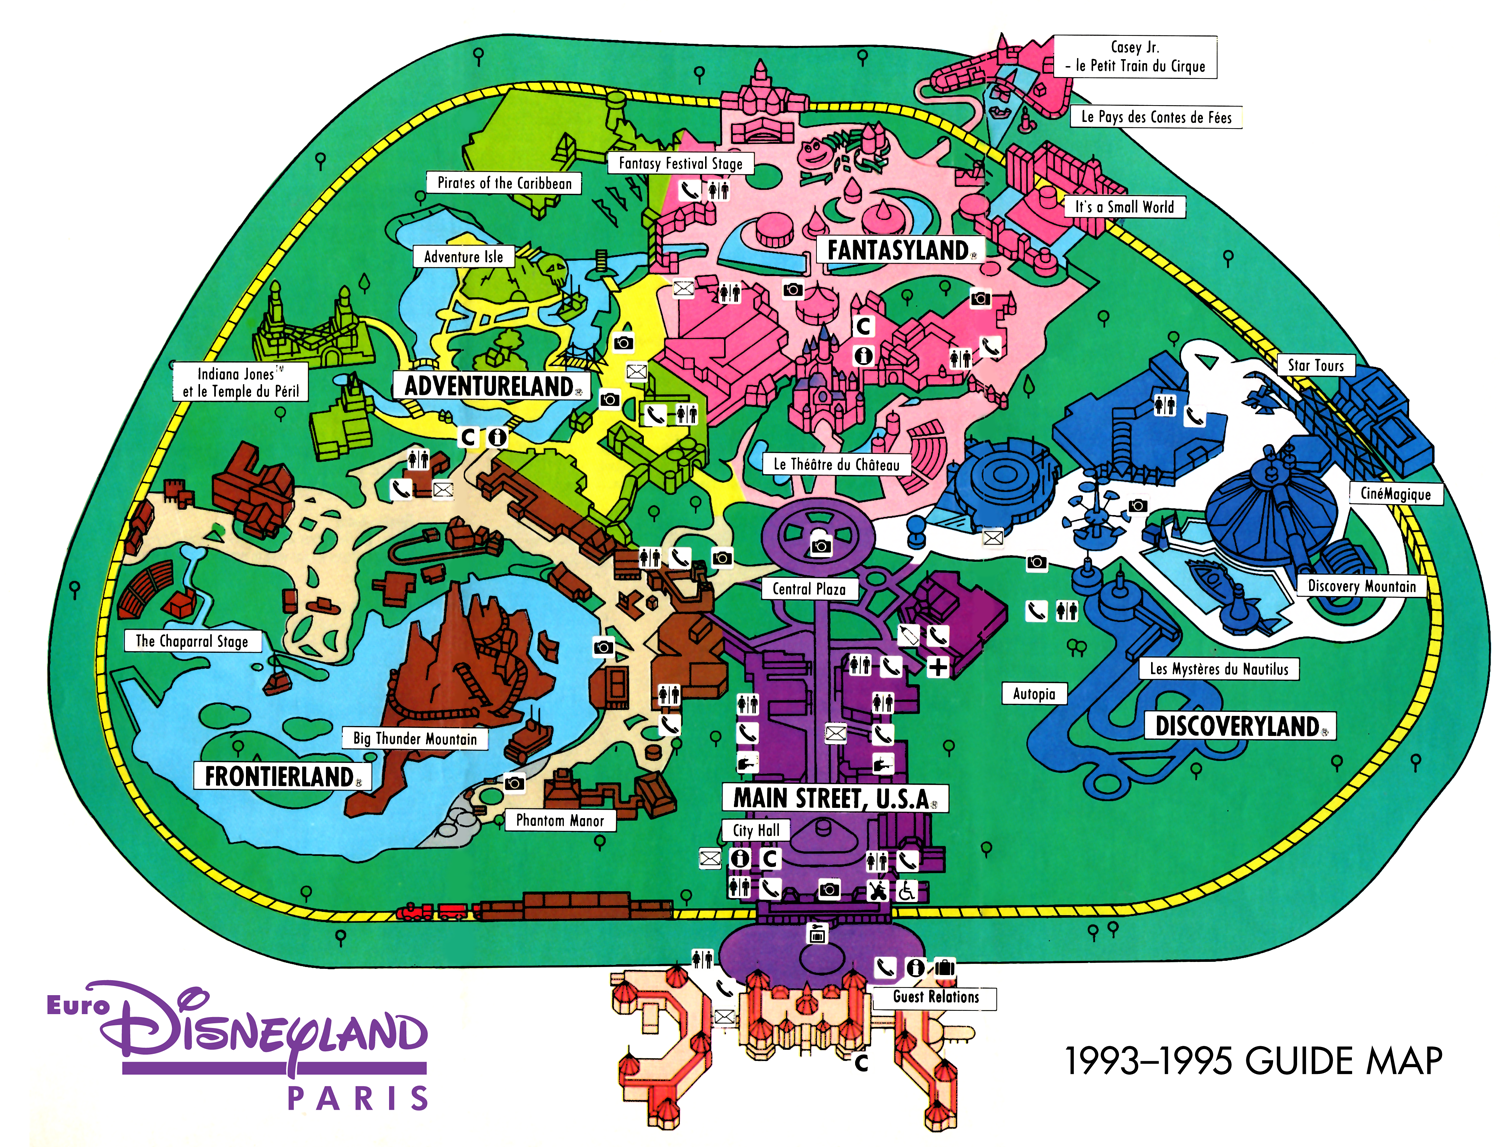 Casey Jr.
- le Petit Train du Cirque
Le Pays des Contes de Fées
Fantasy Festival Stage
Pirates of the Caribbean
It's a Small World
Adventure Isle
FANTASYLAND
Indiana Jones™
et le Temple du Péril
ADVENTURELAND
Star Tours
C
C
Le Théâtre du Château
CinéMagique
Central Plaza
Discovery Mountain
The Chaparral Stage
Les Mystères du Nautilus
Autopia
DISCOVERYLAND
Big Thunder Mountain
FRONTIERLAND
MAIN STREET, U.S.A.
Phantom Manor
City Hall
C
Guest Relations
C
Euro
DISNEYLAND
PARIS
1993–1995 GUIDE MAP